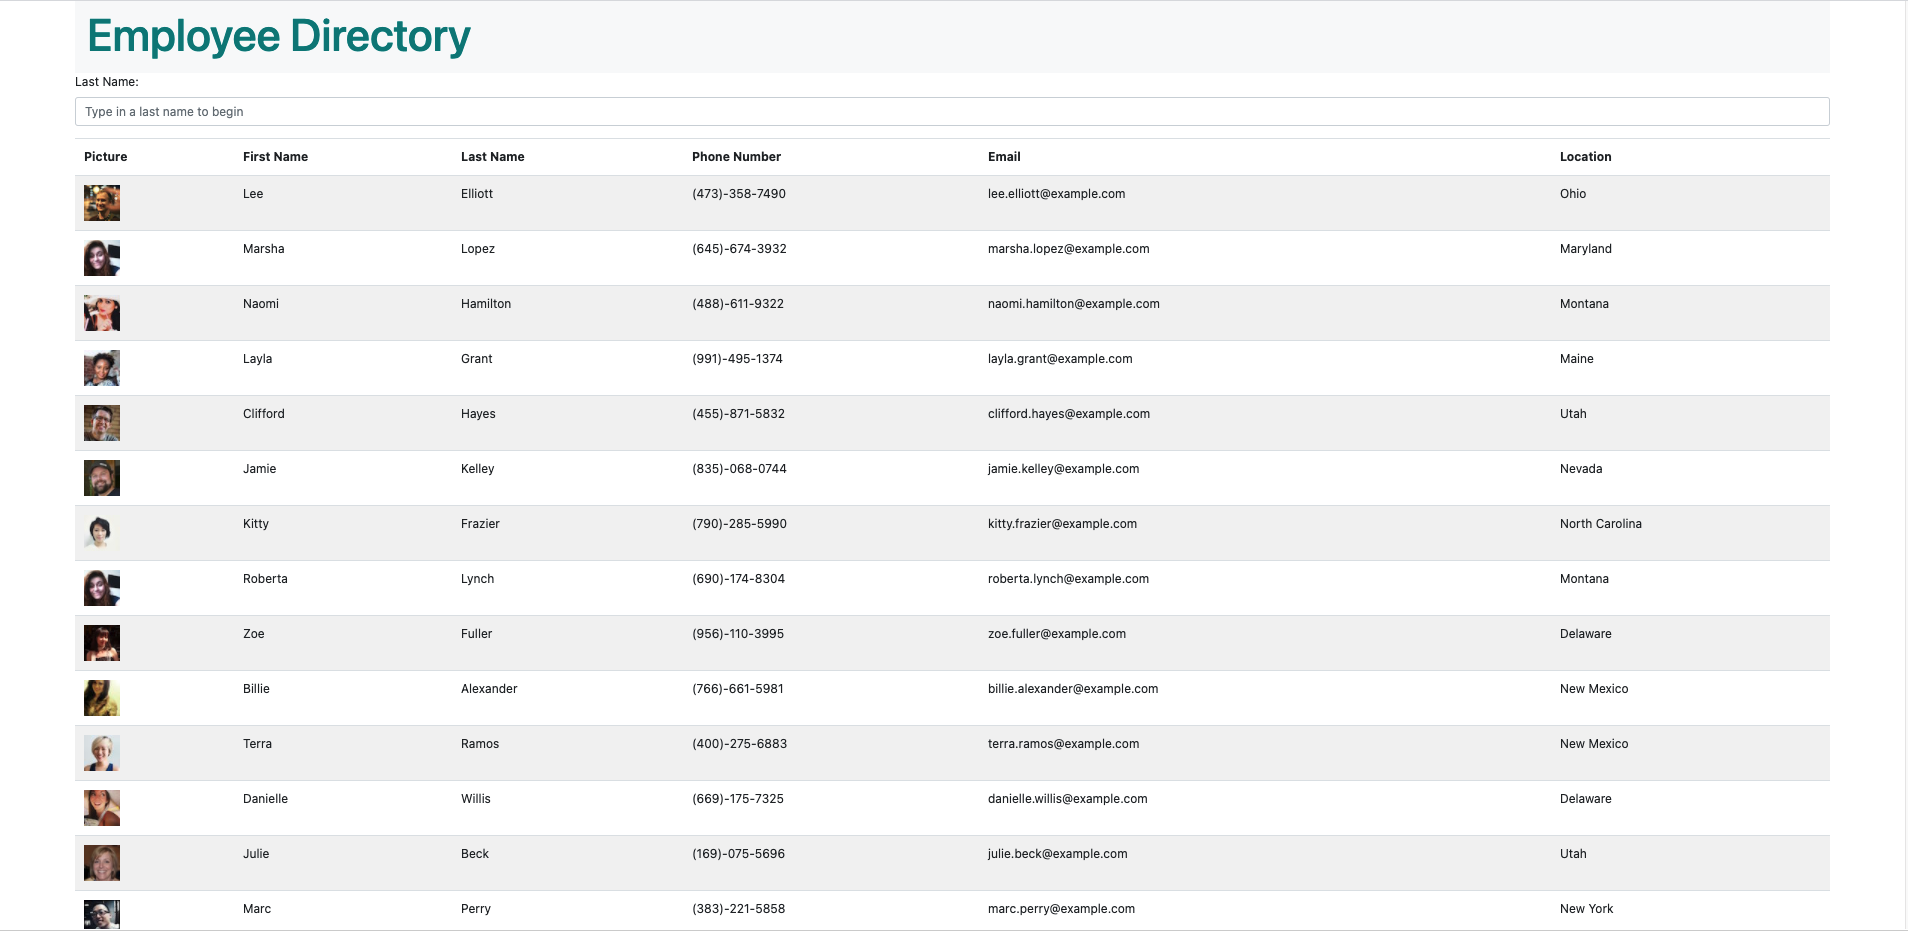 Employee Directory
Last Name:
Type in a last name to begin
Picture First Name Last Name Phone Number Email Location
Lee Elliott (473)-358-7490 lee.elliott@example.com Ohio
Marsha Lopez (645)-674-3932 marsha.lopez@example.com Maryland
Naomi Hamilton (488)-611-9322 naomi.hamilton@example.com Montana
Layla Grant (991)-495-1374 layla.grant@example.com Maine
Clifford Hayes (455)-871-5832 clifford.hayes@example.com Utah
Jamie Kelley (835)-068-0744 jamie.kelley@example.com Nevada
Kitty Frazier (790)-285-5990 kitty.frazier@example.com North Carolina
Roberta Lynch (690)-174-8304 roberta.lynch@example.com Montana
Zoe Fuller (956)-110-3995 zoe.fuller@example.com Delaware
Billie Alexander (766)-661-5981 billie.alexander@example.com New Mexico
Terra Ramos (400)-275-6883 terra.ramos@example.com New Mexico
Danielle Willis (669)-175-7325 danielle.willis@example.com Delaware
Julie Beck (169)-075-5696 julie.beck@example.com Utah
Marc Perry (383)-221-5858 marc.perry@example.com New York